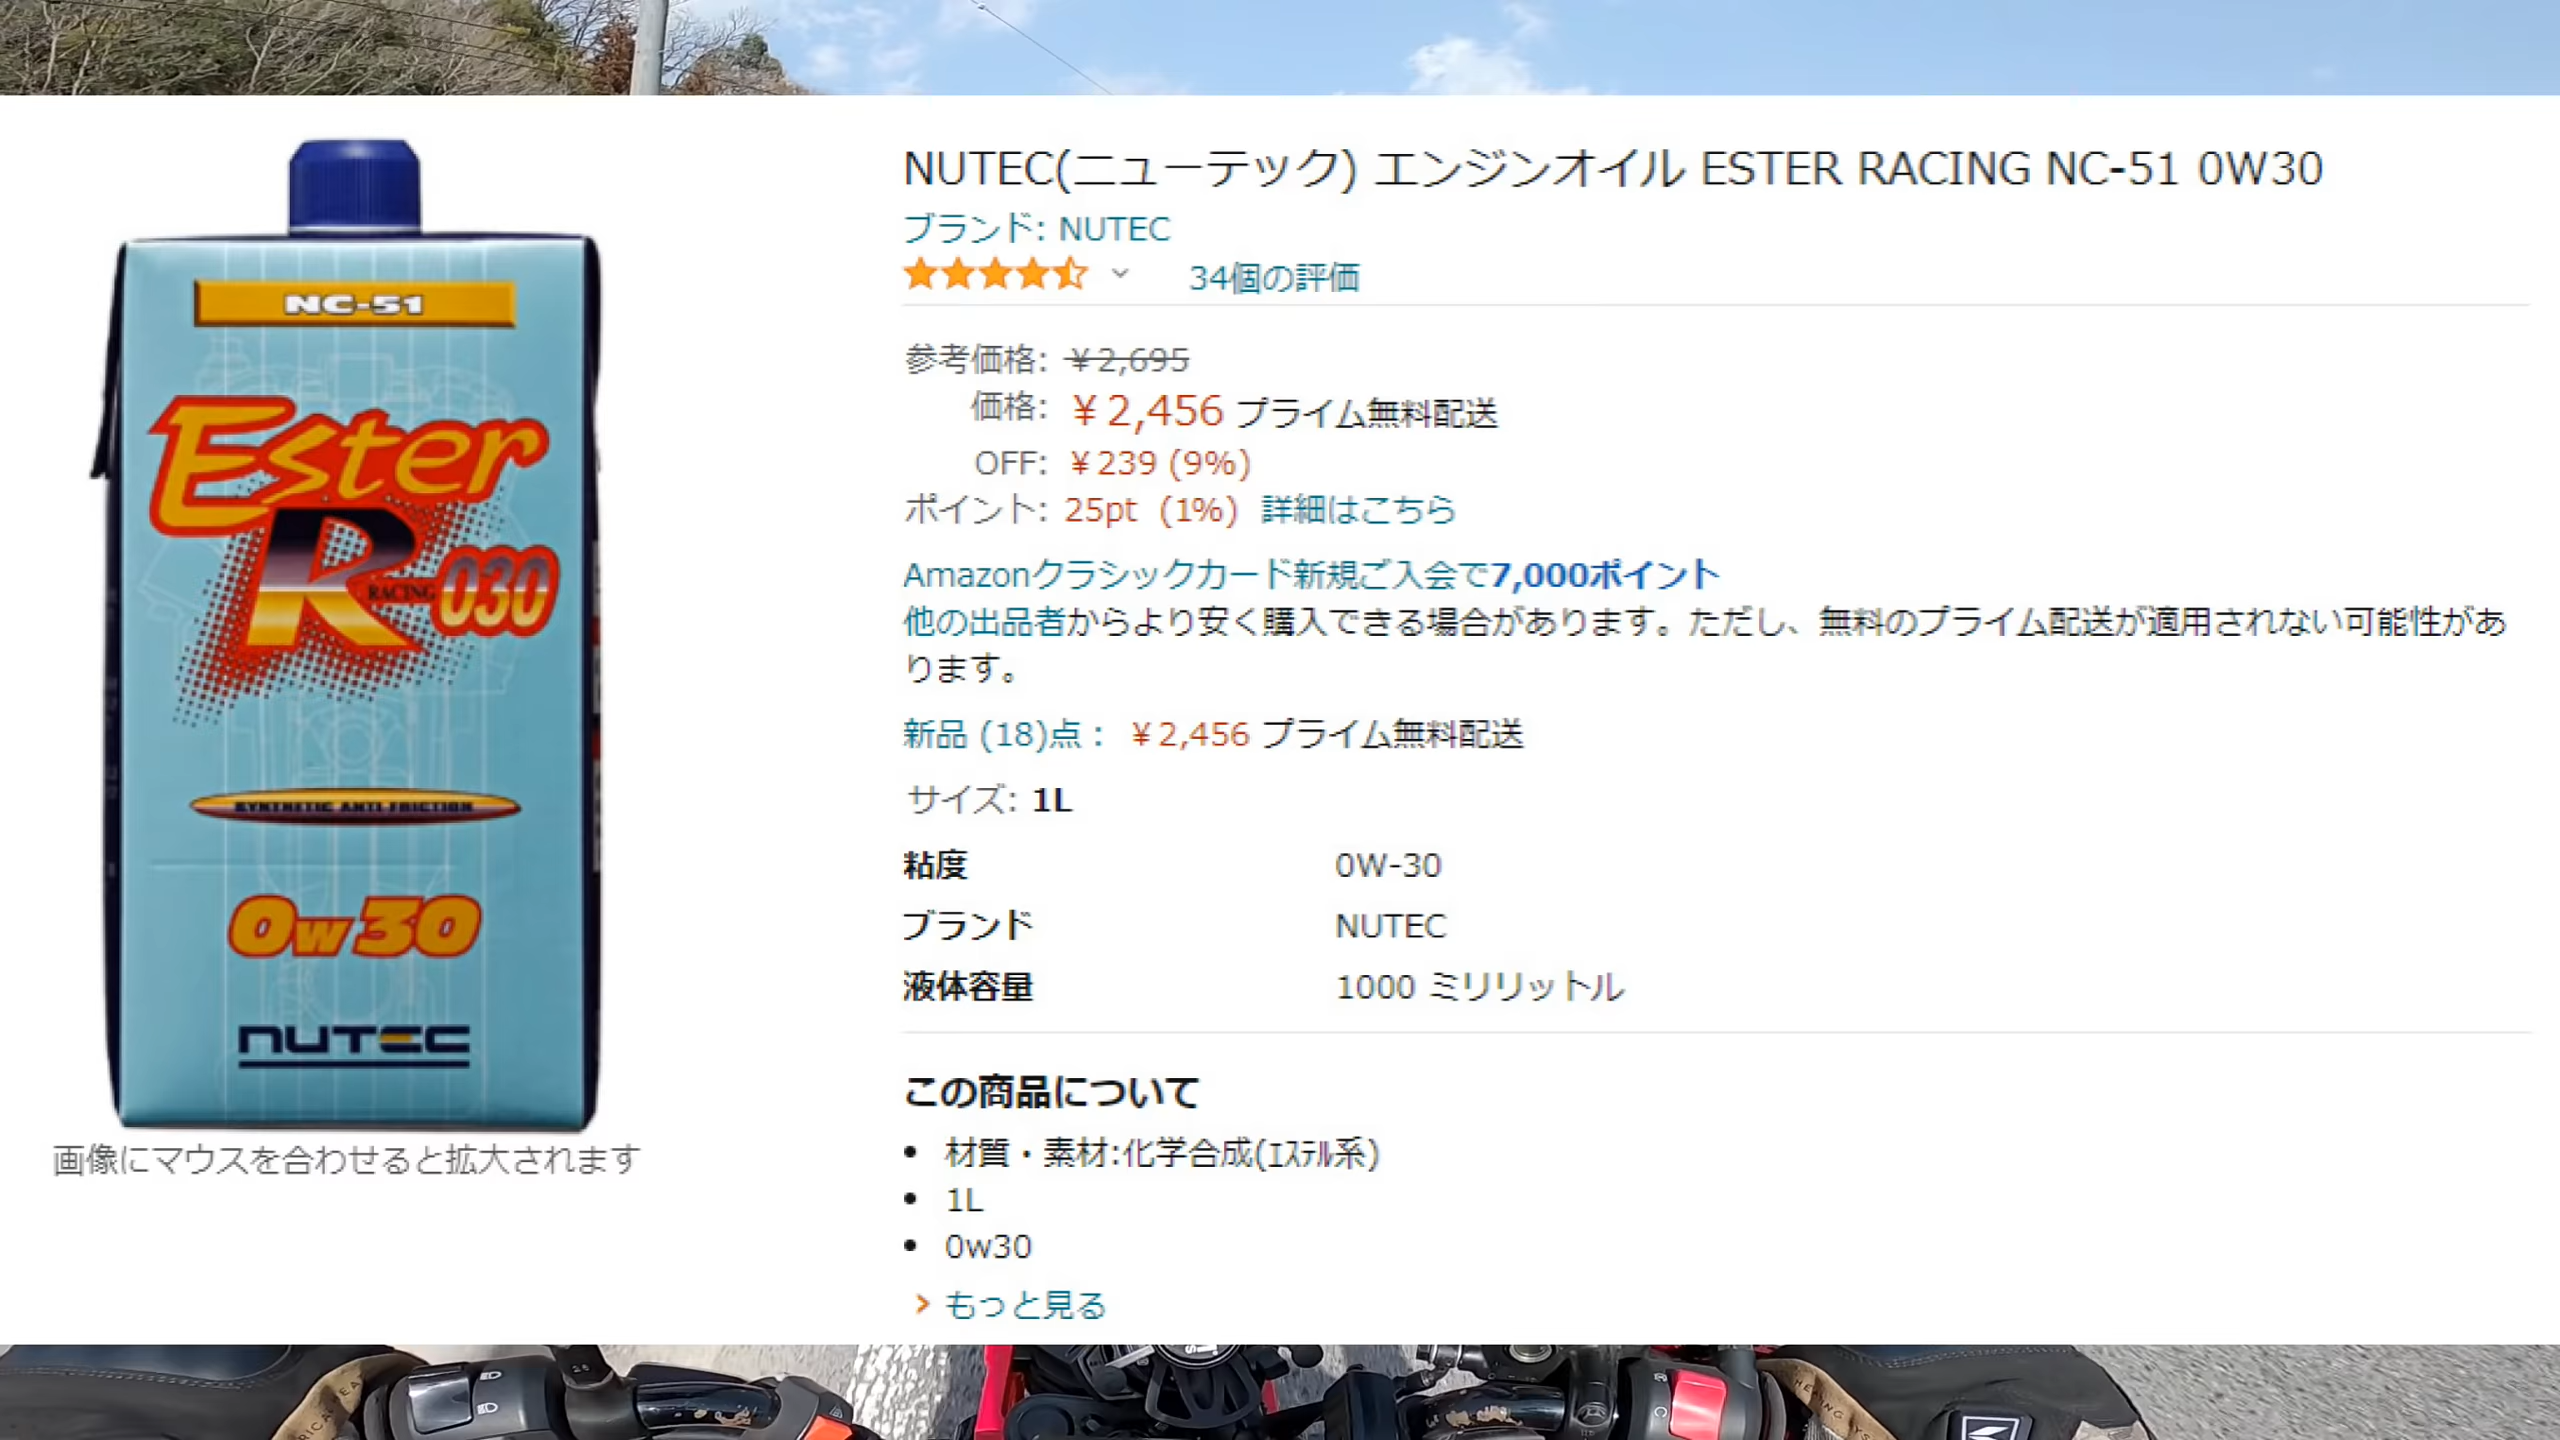 NC-51
Ester
R
RACING
-030
SYNTHETIC ANTI-FRICTION
0w30
NUTEC
画像にマウスを合わせると拡大されます
NUTEC(ニューテック) エンジンオイル ESTER RACING NC-51 0W30
ブランド: NUTEC
34個の評価
参考価格: ￥2,695
価格: ￥2,456 プライム無料配送
OFF: ￥239 (9%)
ポイント: 25pt (1%) 詳細はこちら
Amazonクラシックカード新規ご入会で7,000ポイント
他の出品者からより安く購入できる場合があります。ただし、無料のプライム配送が適用されない可能性があ
ります。
新品 (18)点： ￥2,456 プライム無料配送
サイズ: 1L
粘度 0W-30
ブランド NUTEC
液体容量 1000 ミリリットル
この商品について
• 材質・素材:化学合成(ｴｽﾃﾙ系)
• 1L
• 0w30
› もっと見る